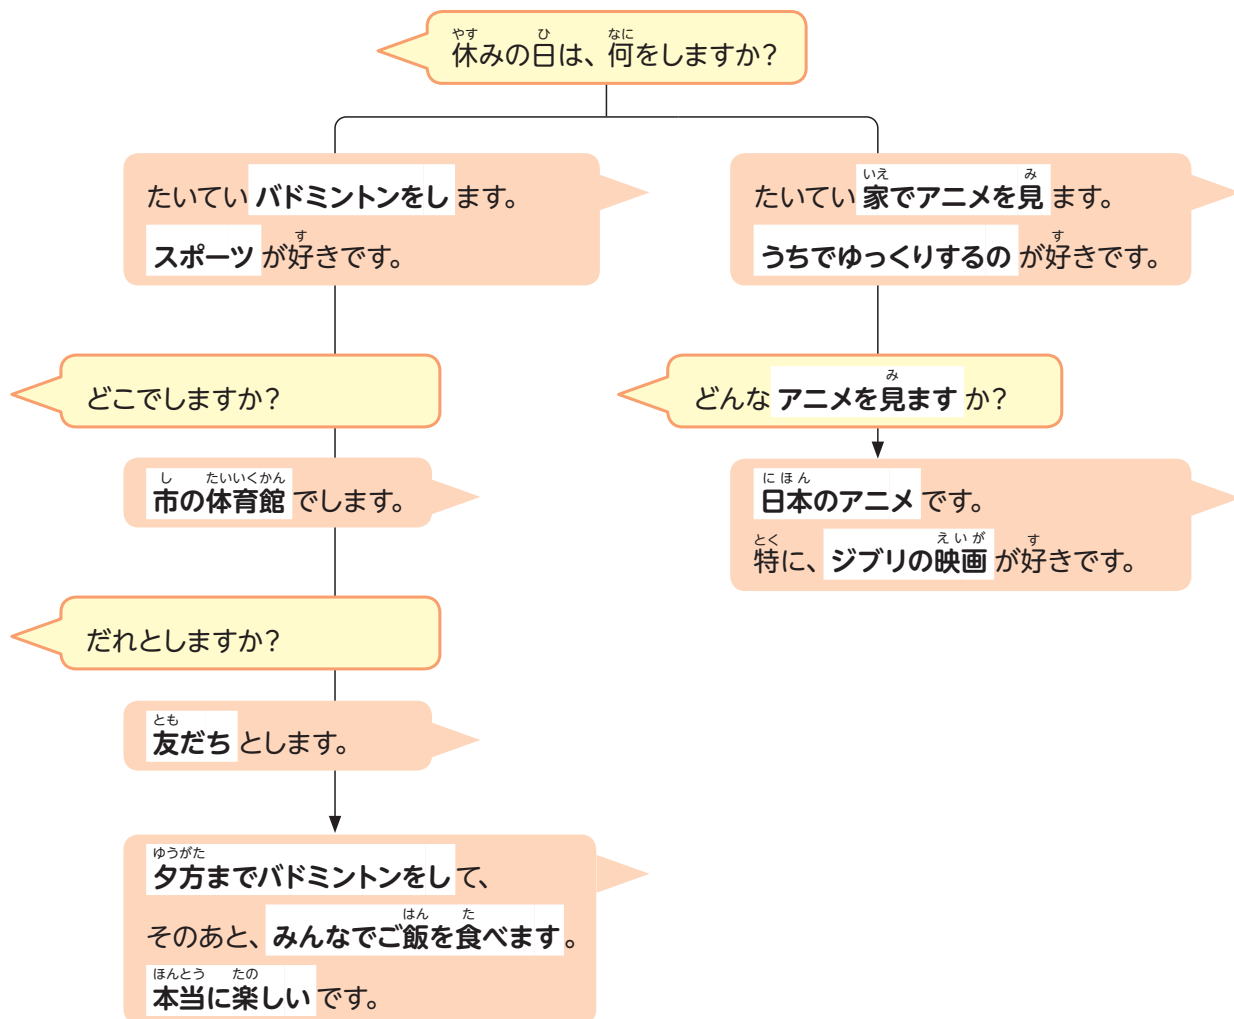 休みの日は、何をしますか？
たいてい バドミントンをし ます。
スポーツ が好きです。
どこでしますか？
市の体育館 でします。
だれとしますか？
友だち とします。
夕方までバドミントンをし て、
そのあと、 みんなでご飯を食べます 。
本当に楽しい です。
たいてい 家でアニメを見 ます。
うちでゆっくりするの が好きです。
どんな アニメを見ます か？
日本のアニメ です。
特に、 ジブリの映画 が好きです。